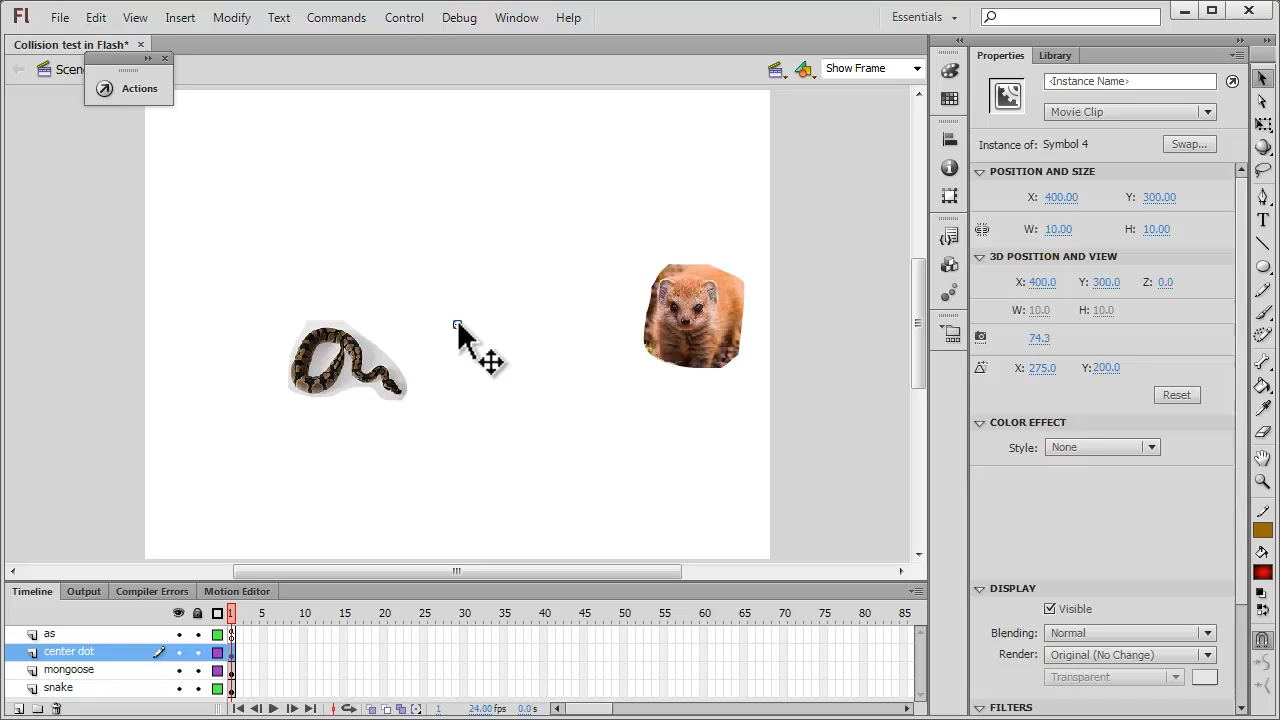 Fl File Edit View Insert Modify Text Commands Control Debug Window Help Essentials
Collision test in Flash*
Scene Show Frame
Actions
Properties Library
<Instance Name>
Movie Clip
Instance of: Symbol 4 Swap...
POSITION AND SIZE
X: 400.00 Y: 300.00
W: 10.00 H: 10.00
3D POSITION AND VIEW
X: 400.0 Y: 300.0 Z: 0.0
W: 10.0 H: 10.0
74.3
X: 275.0 Y: 200.0
Reset
COLOR EFFECT
Style: None
DISPLAY
Visible
Blending: Normal
Render: Original (No Change)
Transparent
FILTERS
Timeline Output Compiler Errors Motion Editor
1 5 10 15 20 25 30 35 40 45 50 55 60 65 70 75 80 85
as
center dot
mongoose
snake
1 24.00 fps 0.0 s